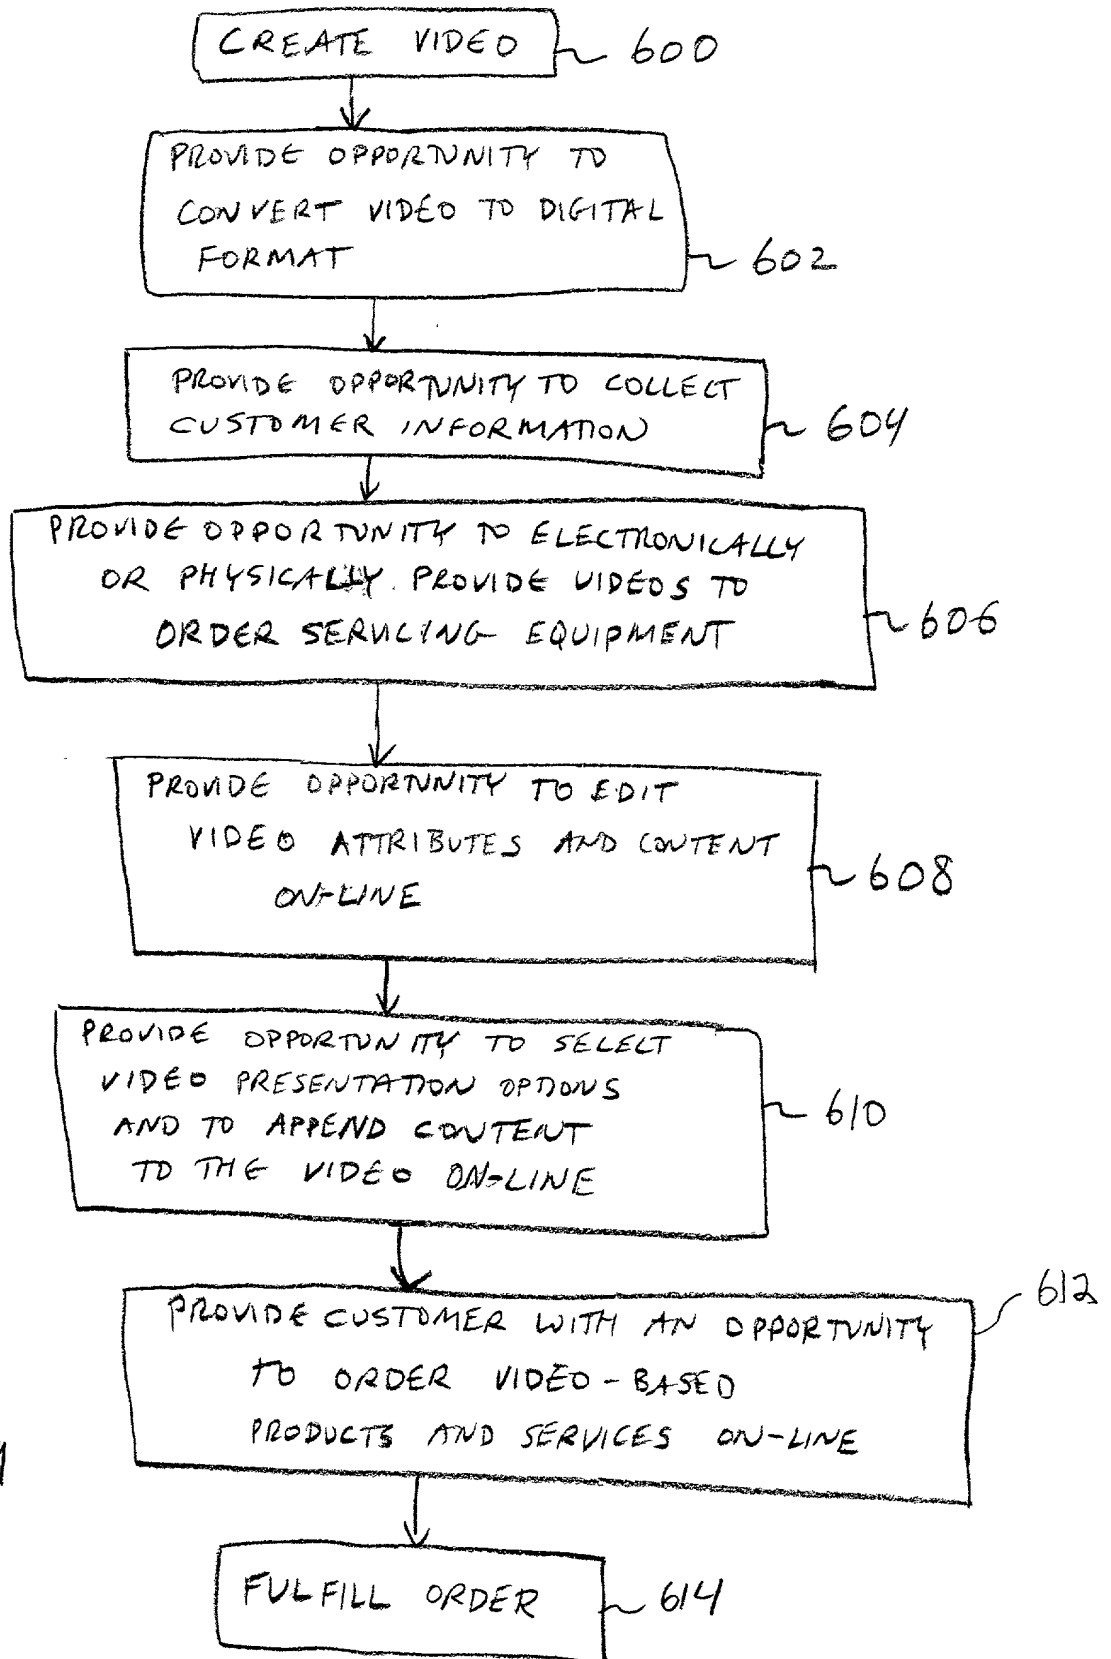 CREATE VIDEO 600
PROVIDE OPPORTUNITY TO
CONVERT VIDEO TO DIGITAL
FORMAT 602
PROVIDE OPPORTUNITY TO COLLECT
CUSTOMER INFORMATION 604
PROVIDE OPPORTUNITY TO ELECTRONICALLY
OR PHYSICALLY PROVIDE VIDEOS TO
ORDER SERVICING EQUIPMENT 606
PROVIDE OPPORTUNITY TO EDIT
VIDEO ATTRIBUTES AND CONTENT
ON-LINE 608
PROVIDE OPPORTUNITY TO SELECT
VIDEO PRESENTATION OPTIONS
AND TO APPEND CONTENT 610
TO THE VIDEO ON-LINE
612
PROVIDE CUSTOMER WITH AN OPPORTUNITY
TO ORDER VIDEO-BASED
PRODUCTS AND SERVICES ON-LINE
FULFILL ORDER 614